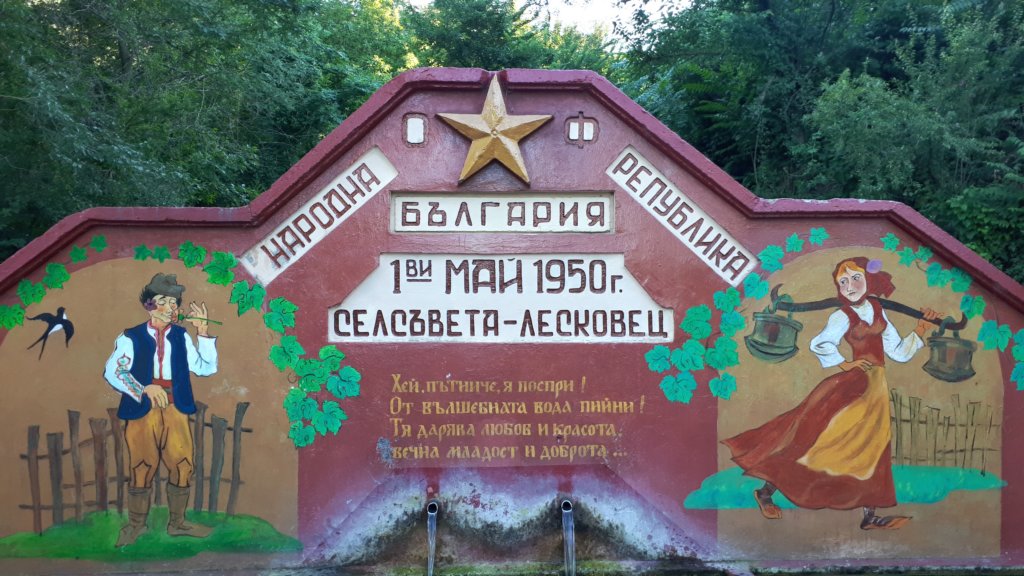 О Ф
НАРОДНА
БЪЛГАРИЯ
РЕПУБЛИКА
1ВИ МАЙ 1950г.
СЕЛСЪВЕТА-ЛЕСКОВЕЦ
Хей, пътниче, я поспри!
От вълшебната вода пийни!
Тя дарява любов и красота,
вечна младост и доброта...